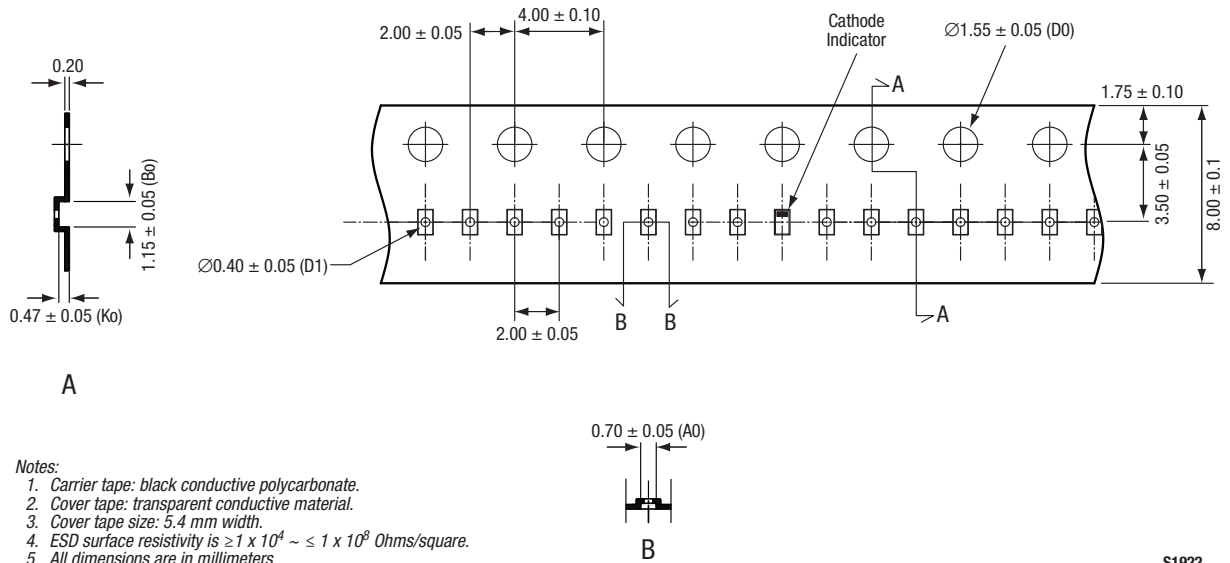 4.00 ± 0.10
2.00 ± 0.05
Cathode
Indicator
∅1.55 ± 0.05 (D0)
0.20
A
1.75 ± 0.10
1.15 ± 0.05 (Bo)
3.50 ± 0.05
8.00 ± 0.1
∅0.40 ± 0.05 (D1)
0.47 ± 0.05 (Ko)
B
B
A
2.00 ± 0.05
A
0.70 ± 0.05 (A0)
B
Notes:
1. Carrier tape: black conductive polycarbonate.
2. Cover tape: transparent conductive material.
3. Cover tape size: 5.4 mm width.
4. ESD surface resistivity is ≥1 x 10⁴ ~ ≤ 1 x 10⁸ Ohms/square.
5. All dimensions are in millimeters
S1922